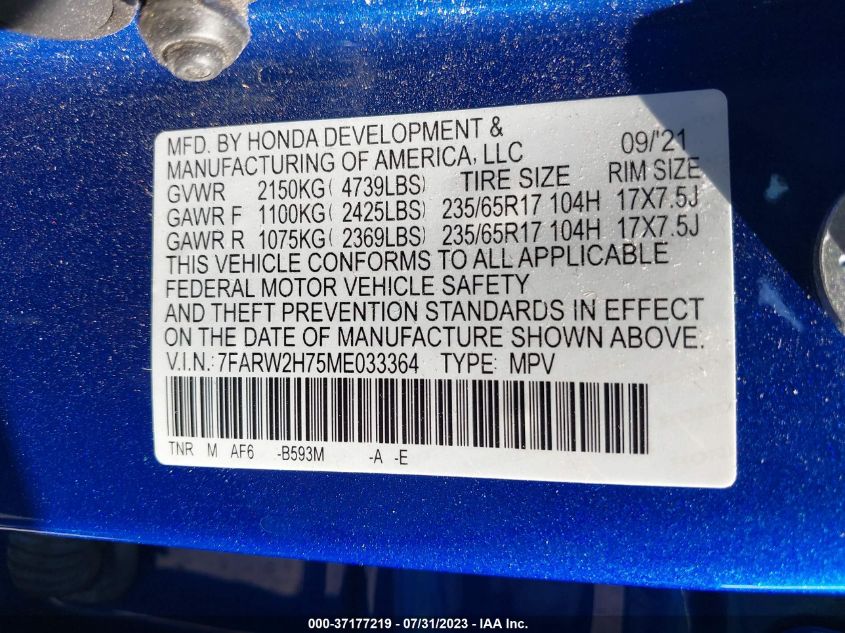 MFD. BY HONDA DEVELOPMENT &
MANUFACTURING OF AMERICA, LLC 09/'21
GVWR 2150KG( 4739LBS) TIRE SIZE RIM SIZE
GAWR F 1100KG( 2425LBS) 235/65R17 104H 17X7.5J
GAWR R 1075KG( 2369LBS) 235/65R17 104H 17X7.5J
THIS VEHICLE CONFORMS TO ALL APPLICABLE
FEDERAL MOTOR VEHICLE SAFETY
AND THEFT PREVENTION STANDARDS IN EFFECT
ON THE DATE OF MANUFACTURE SHOWN ABOVE.
V.I.N.: 7FARW2H75ME033364 TYPE: MPV
TNR M AF6 -B593M -A -E
000-37177219 - 07/31/2023 - IAA Inc.